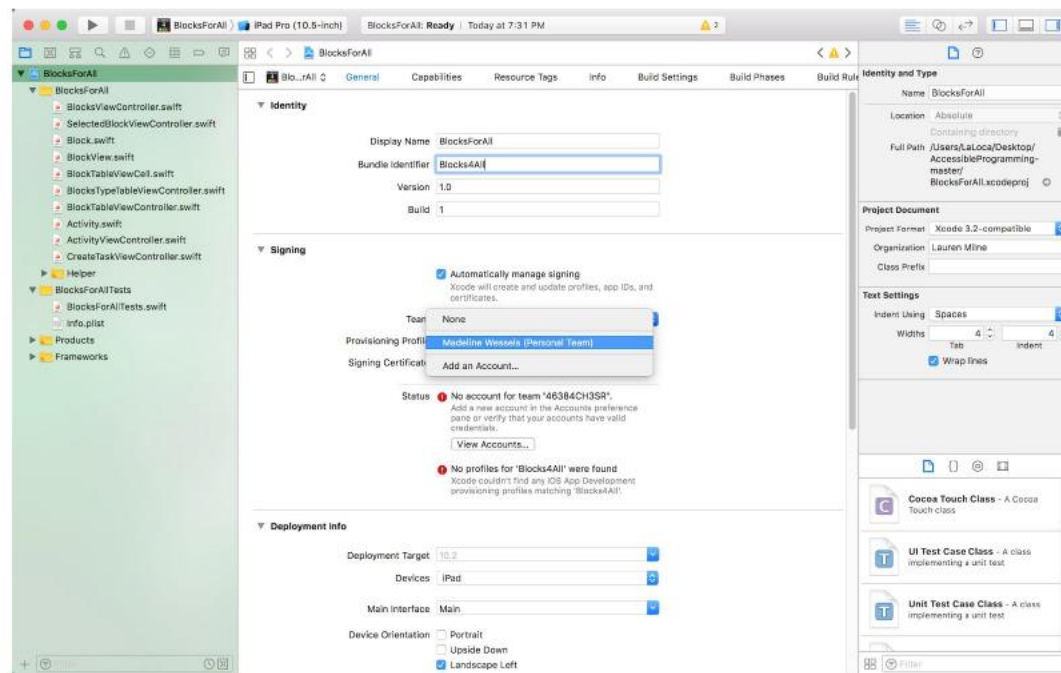 BlocksForAll
iPad Pro (10.5-inch)
BlocksForAll: Ready | Today at 7:31 PM
2
BlocksForAll
BlocksForAll
BlocksViewController.swift
SelectedBlockViewController.swift
Block.swift
BlockView.swift
BlockTableViewCell.swift
BlocksTypeTableViewController.swift
BlockTableViewController.swift
Activity.swift
ActivityViewController.swift
CreateTaskViewController.swift
Helper
BlocksForAllTests
BlocksForAllTests.swift
Info.plist
Products
Frameworks
Filter
BlocksForAll
Blo...rAll General Capabilities Resource Tags Info Build Settings Build Phases Build Rule
Identity
Display Name BlocksForAll
Bundle Identifier Blocks4All
Version 1.0
Build 1
Signing
Automatically manage signing
Xcode will create and update profiles, app IDs, and
certificates.
Team None
Provisioning Profil Madeline Wessels (Personal Team)
Signing Certificat Add an Account...
Status No account for team "46384CH3SR".
Add a new account in the Accounts preference
pane or verify that your accounts have valid
credentials.
View Accounts...
No profiles for 'Blocks4All' were found
Xcode couldn't find any iOS App Development
provisioning profiles matching 'Blocks4All'.
Deployment Info
Deployment Target 10.2
Devices iPad
Main Interface Main
Device Orientation Portrait
Upside Down
Landscape Left
Identity and Type
Name BlocksForAll
Location Absolute
Containing directory
Full Path /Users/LaLoca/Desktop/
AccessibleProgramming-
master/
BlocksForAll.xcodeproj
Project Document
Project Format Xcode 3.2-compatible
Organization Lauren Milne
Class Prefix
Text Settings
Indent Using Spaces
Widths 4 4
Tab Indent
Wrap lines
C
Cocoa Touch Class - A Cocoa
Touch class
T
UI Test Case Class - A class
implementing a unit test
T
Unit Test Case Class - A class
implementing a unit test
Filter